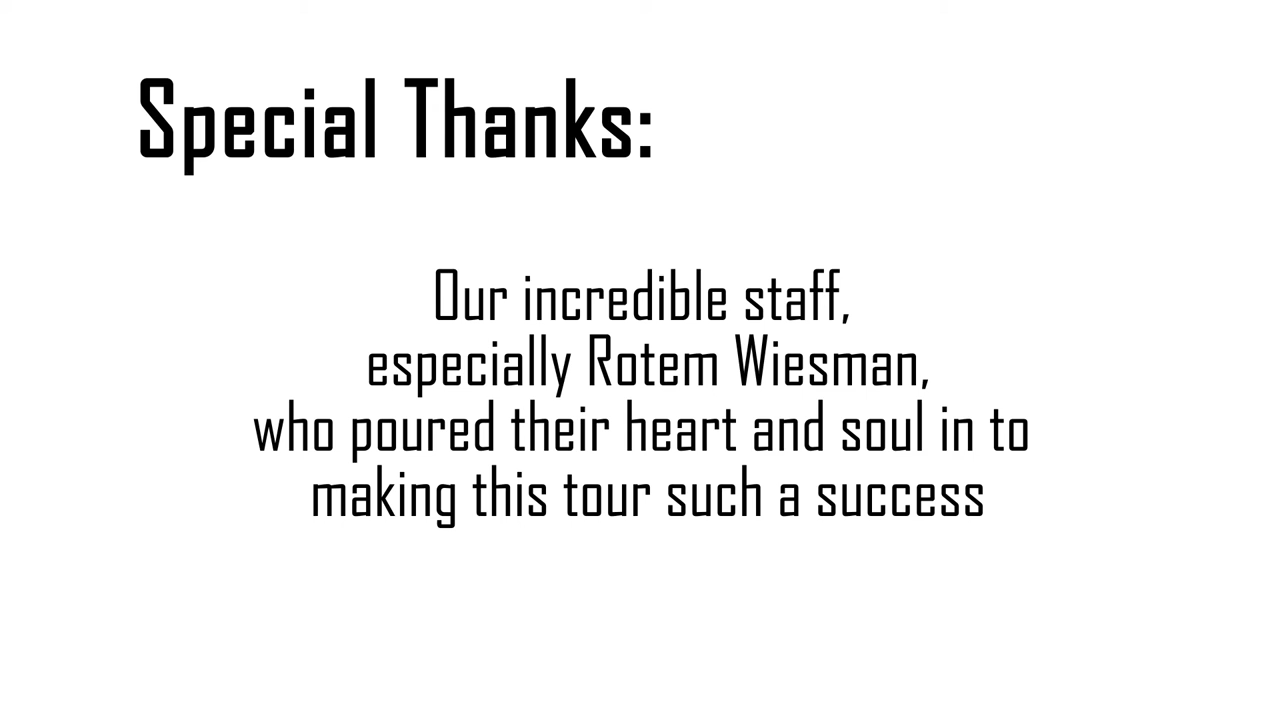 Special Thanks:
Our incredible staff,
especially Rotem Wiesman,
who poured their heart and soul in to
making this tour such a success